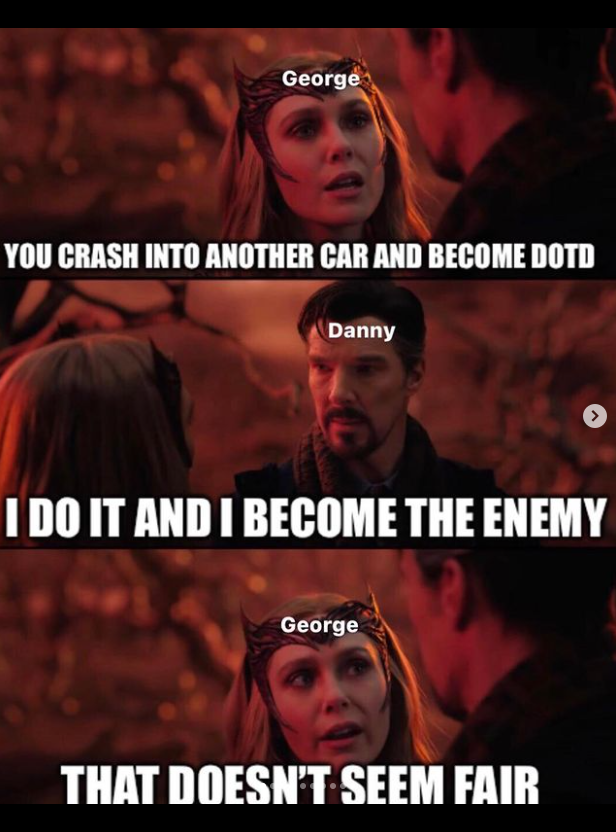 George
YOU CRASH INTO ANOTHER CAR AND BECOME DOTD
Danny
I DO IT AND I BECOME THE ENEMY
George
THAT DOESN'T SEEM FAIR